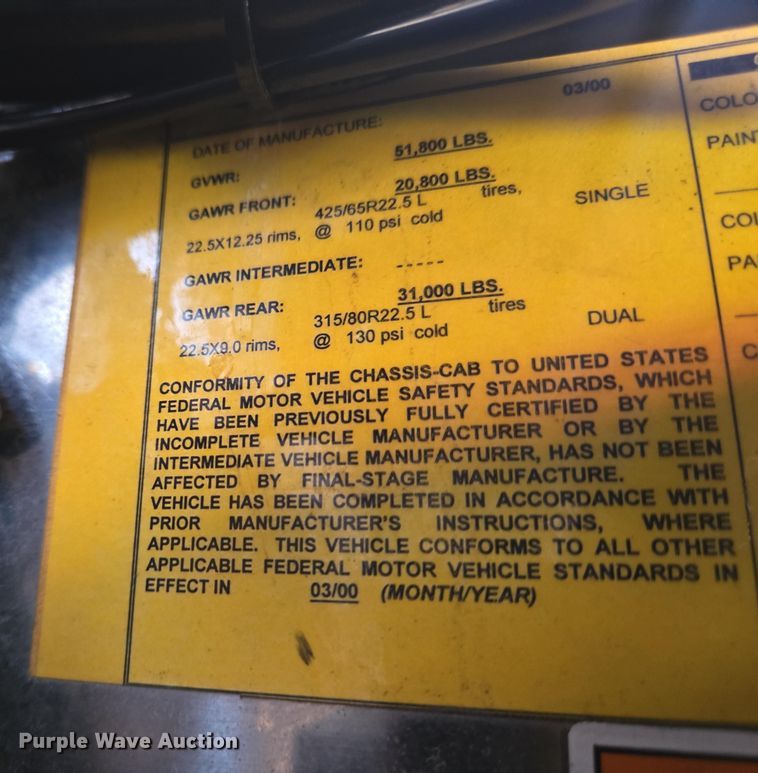 DATE OF MANUFACTURE: 03/00
GVWR: 51,800 LBS.
GAWR FRONT: 20,800 LBS.
425/65R22.5 L tires, SINGLE
22.5X12.25 rims, @ 110 psi cold
GAWR INTERMEDIATE: -----
GAWR REAR: 31,000 LBS.
315/80R22.5 L tires DUAL
22.5X9.0 rims, @ 130 psi cold
CONFORMITY OF THE CHASSIS-CAB TO UNITED STATES
FEDERAL MOTOR VEHICLE SAFETY STANDARDS, WHICH
HAVE BEEN PREVIOUSLY FULLY CERTIFIED BY THE
INCOMPLETE VEHICLE MANUFACTURER OR BY THE
INTERMEDIATE VEHICLE MANUFACTURER, HAS NOT BEEN
AFFECTED BY FINAL-STAGE MANUFACTURE. THE
VEHICLE HAS BEEN COMPLETED IN ACCORDANCE WITH
PRIOR MANUFACTURER'S INSTRUCTIONS, WHERE
APPLICABLE. THIS VEHICLE CONFORMS TO ALL OTHER
APPLICABLE FEDERAL MOTOR VEHICLE STANDARDS IN
EFFECT IN 03/00 (MONTH/YEAR)
COLO
PAIN
COL
PA
C
Purple Wave Auction